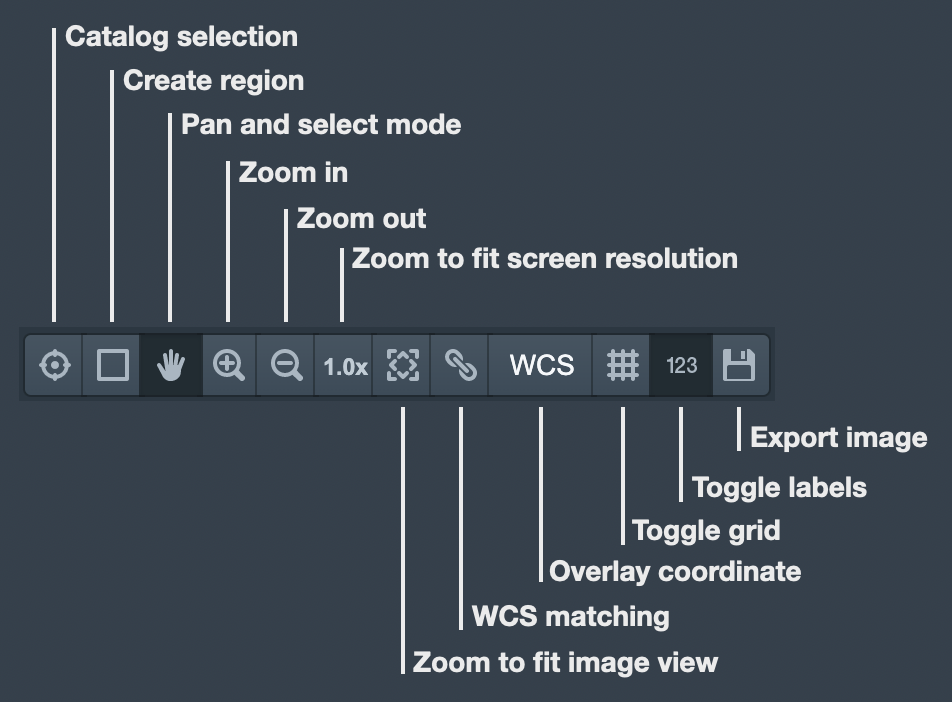 Catalog selection
Create region
Pan and select mode
Zoom in
Zoom out
Zoom to fit screen resolution
1.0x
WCS
123
Export image
Toggle labels
Toggle grid
Overlay coordinate
WCS matching
Zoom to fit image view